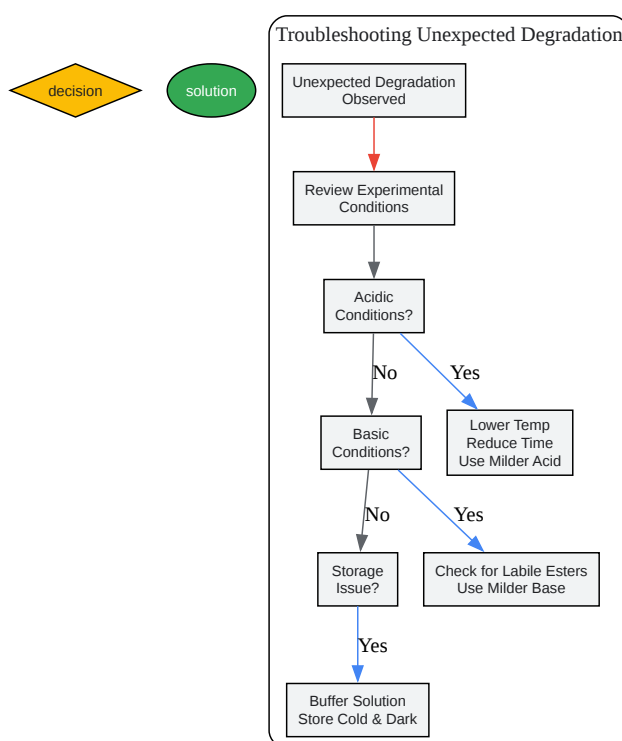 Troubleshooting Unexpected Degradation
decision
solution
Unexpected Degradation
Observed
Review Experimental
Conditions
Acidic
Conditions?
No
Yes
Basic
Conditions?
Lower Temp
Reduce Time
Use Milder Acid
No
Yes
Storage
Issue?
Check for Labile Esters
Use Milder Base
Yes
Buffer Solution
Store Cold & Dark